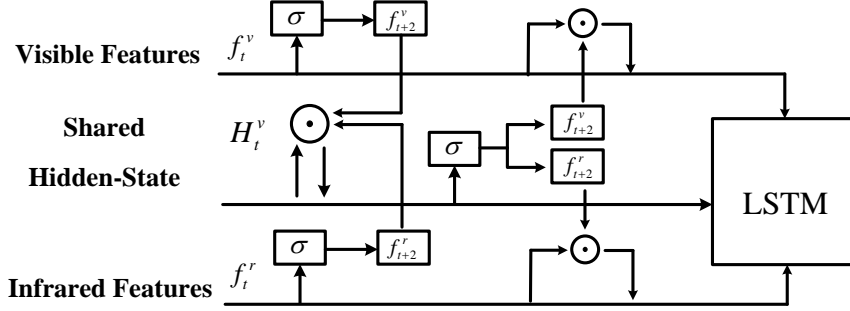 σ f_{t+2}^v
Visible Features f_t^v
Shared H_t^v
f_{t+2}^v
σ
f_{t+2}^r
Hidden-State
LSTM
σ f_{t+2}^r
f_t^r
Infrared Features